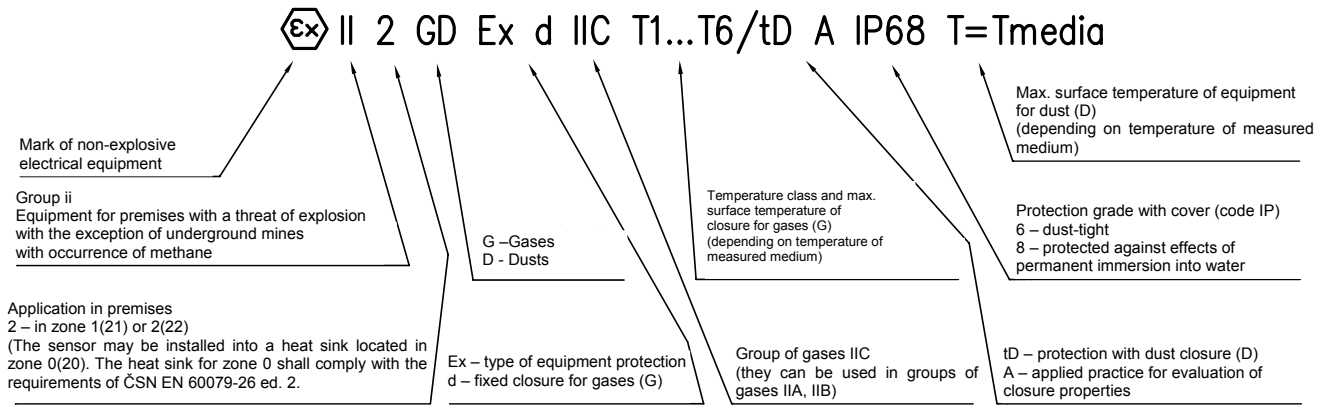 Ex II 2 GD Ex d IIC T1...T6/tD A IP68 T=Tmedia
Mark of non-explosive
electrical equipment
Group ii
Equipment for premises with a threat of explosion
with the exception of underground mines
with occurrence of methane
Application in premises
2 – in zone 1(21) or 2(22)
(The sensor may be installed into a heat sink located in
zone 0(20). The heat sink for zone 0 shall comply with the
requirements of ČSN EN 60079-26 ed. 2.
G –Gases
D - Dusts
Ex – type of equipment protection
d – fixed closure for gases (G)
Temperature class and max.
surface temperature of
closure for gases (G)
(depending on temperature of
measured medium)
Group of gases IIC
(they can be used in groups of
gases IIA, IIB)
Max. surface temperature of equipment
for dust (D)
(depending on temperature of measured
medium)
Protection grade with cover (code IP)
6 – dust-tight
8 – protected against effects of
permanent immersion into water
tD – protection with dust closure (D)
A – applied practice for evaluation of
closure properties